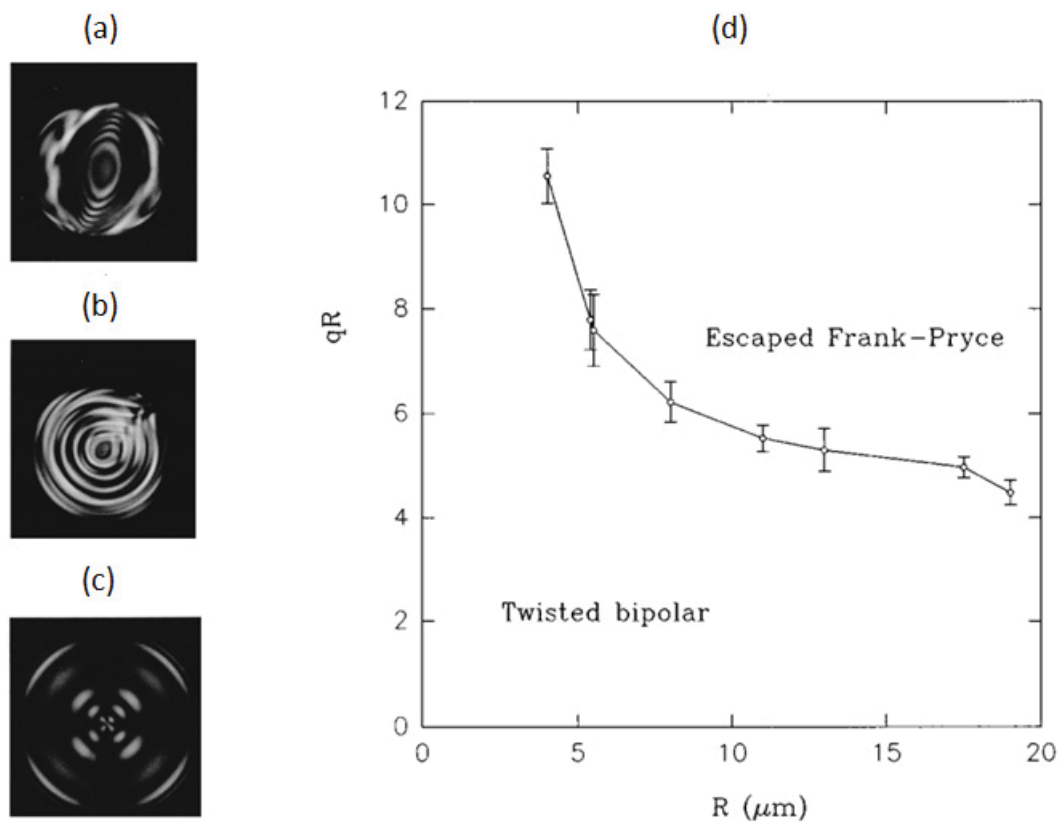 (a)
(d)
(b)
(c)
12
10
8
6
4
2
0
qR
Escaped Frank-Pryce
Twisted bipolar
0
5
10
15
20
R (μm)